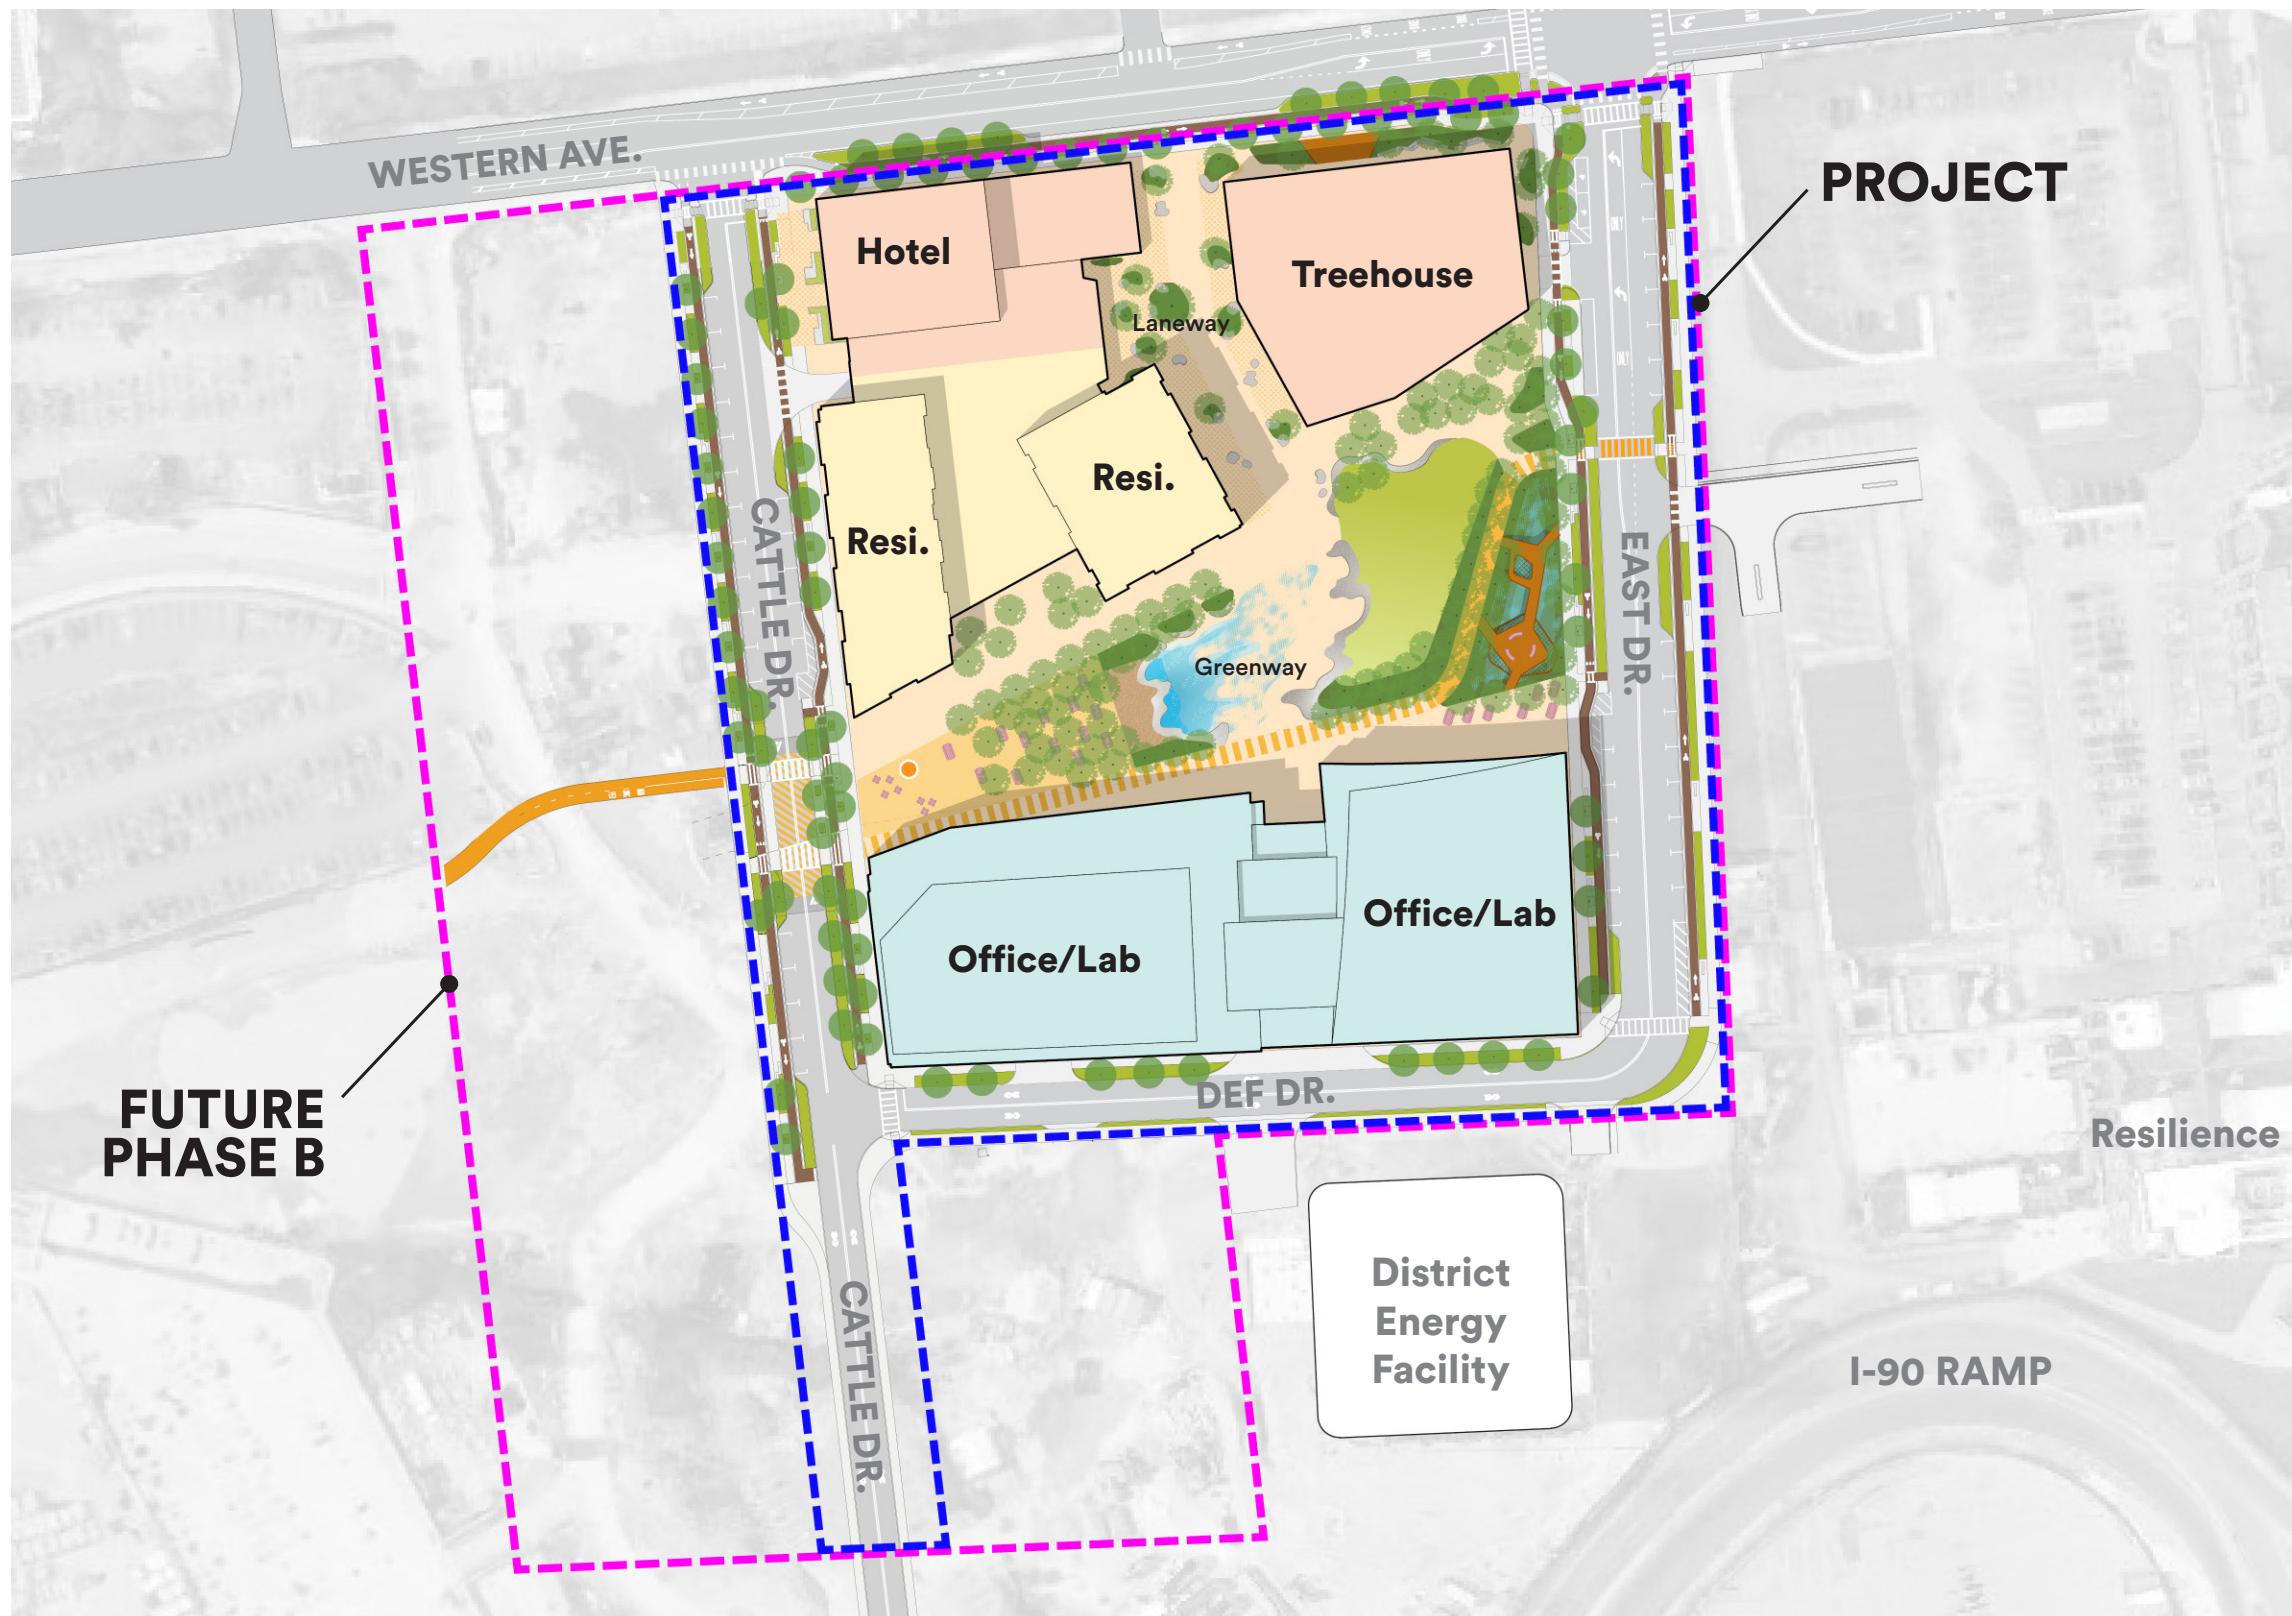 WESTERN AVE.
PROJECT
Hotel
Treehouse
Laneway
Resi.
Resi.
CATTLE DR.
EAST DR.
Greenway
Office/Lab
Office/Lab
FUTURE
PHASE B
DEF DR.
Resilience
District
Energy
Facility
CATTLE DR.
I-90 RAMP